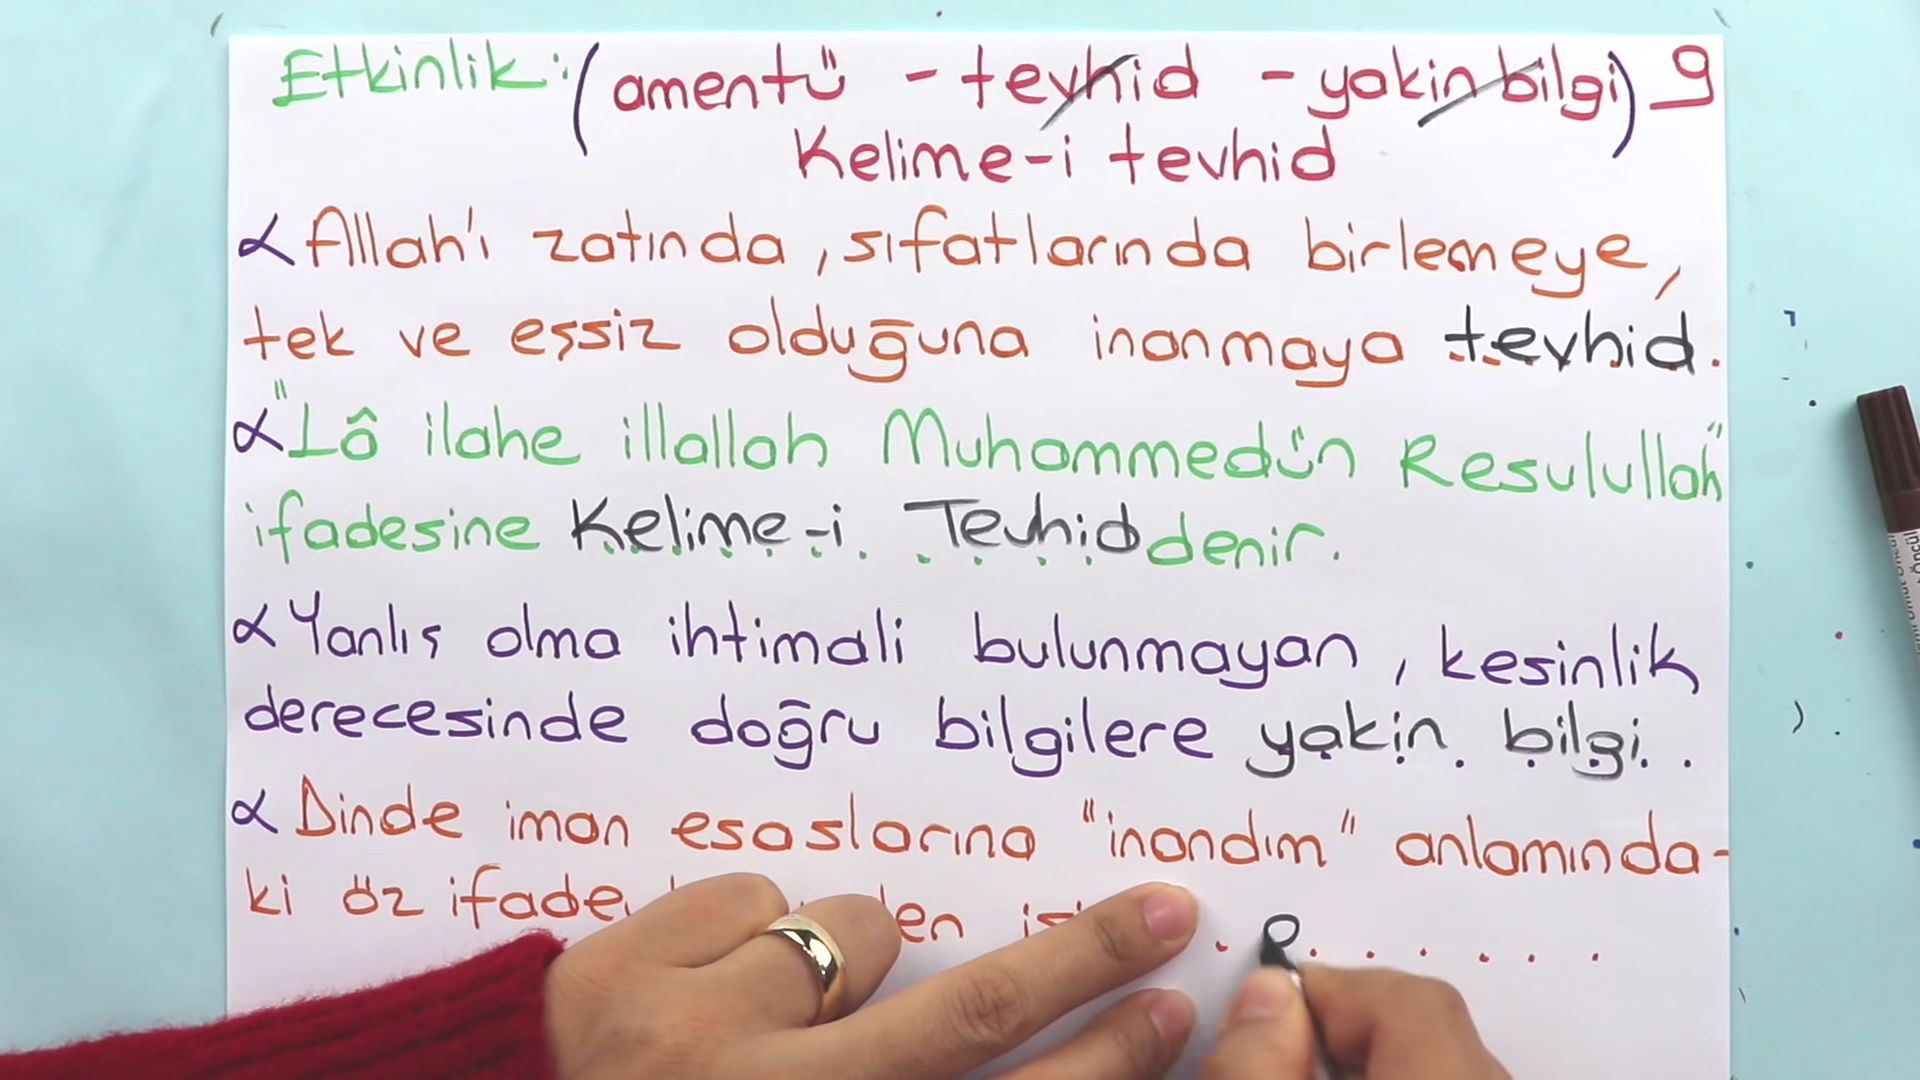 Etkinlik: (amentü - tevhid - yakin bilgi) 9
Kelime-i tevhid
Allah'ı zatında, sıfatlarında birlemeye,
tek ve eşsiz olduğuna inanmaya tevhid.
"Lâ ilahe illallah Muhammedün Resulullah"
ifadesine Kelime-i Tevhid denir.
Yanlış olma ihtimali bulunmayan, kesinlik
derecesinde doğru bilgilere yakin bilgi..
Dinde iman esaslarına "inandım" anlamında-
ki öz ifade